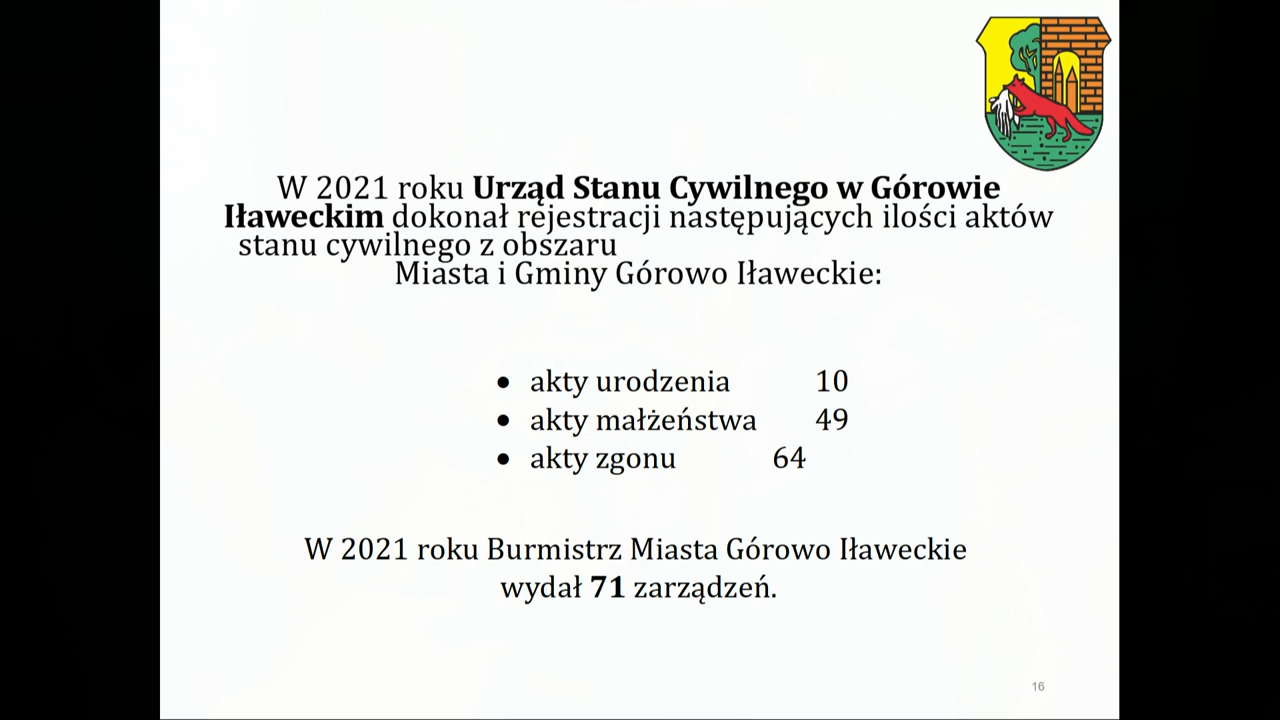 W 2021 roku Urząd Stanu Cywilnego w Górowie
Iławeckim dokonał rejestracji następujących ilości aktów
stanu cywilnego z obszaru
Miasta i Gminy Górowo Iławeckie:
• akty urodzenia 10
• akty małżeństwa 49
• akty zgonu 64
W 2021 roku Burmistrz Miasta Górowo Iławeckie
wydał 71 zarządzeń.
16